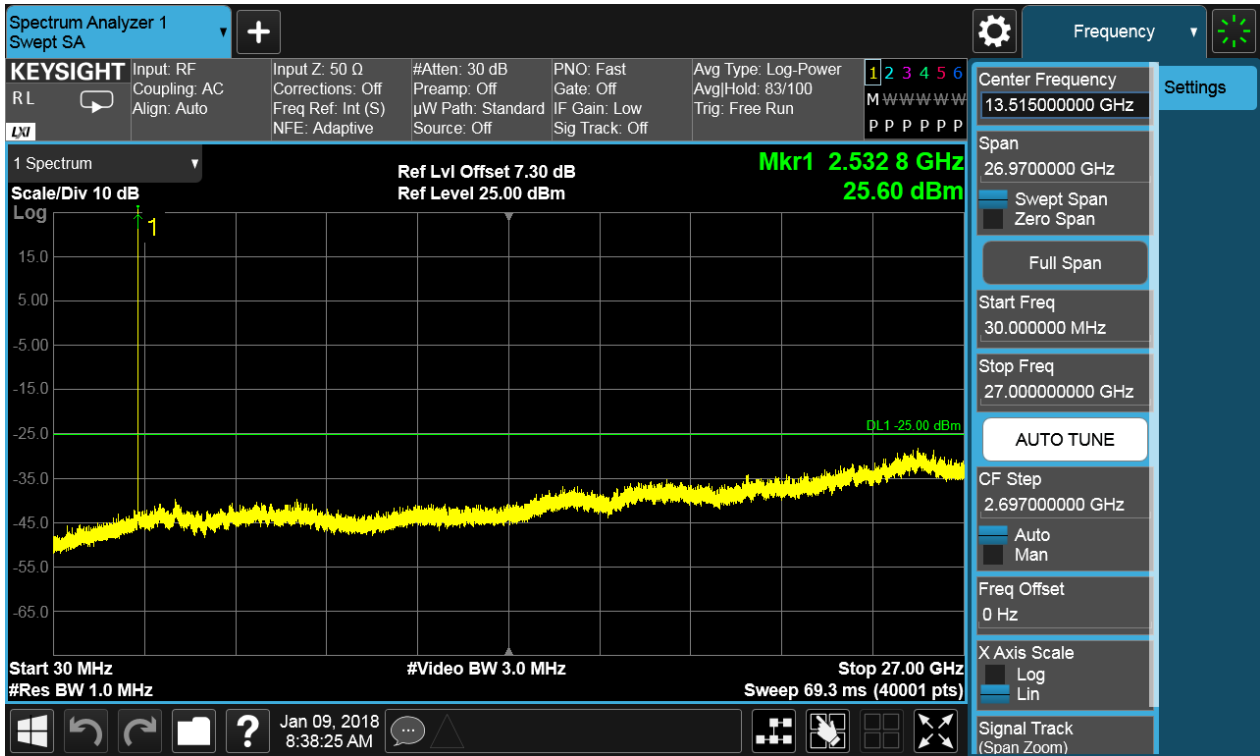 Spectrum Analyzer 1
Swept SA
+
Frequency
KEYSIGHT
R L
LXI
Input: RF
Coupling: AC
Align: Auto
Input Z: 50 Ω
Corrections: Off
Freq Ref: Int (S)
NFE: Adaptive
#Atten: 30 dB
Preamp: Off
µW Path: Standard
Source: Off
PNO: Fast
Gate: Off
IF Gain: Low
Sig Track: Off
Avg Type: Log-Power
Avg|Hold: 83/100
Trig: Free Run
1 2 3 4 5 6
M W W W W W
P P P P P P
1 Spectrum
Scale/Div 10 dB
Log
Ref Lvl Offset 7.30 dB
Ref Level 25.00 dBm
Mkr1 2.532 8 GHz
25.60 dBm
1
15.0
5.00
-5.00
-15.0
-25.0
-35.0
-45.0
-55.0
-65.0
DL1 -25.00 dBm
Start 30 MHz
#Res BW 1.0 MHz
#Video BW 3.0 MHz
Stop 27.00 GHz
Sweep 69.3 ms (40001 pts)
Center Frequency
13.515000000 GHz
Span
26.9700000 GHz
Swept Span
Zero Span
Full Span
Start Freq
30.000000 MHz
Stop Freq
27.000000000 GHz
AUTO TUNE
CF Step
2.697000000 GHz
Auto
Man
Freq Offset
0 Hz
X Axis Scale
Log
Lin
Signal Track
(Span Zoom)
Settings
?
Jan 09, 2018
8:38:25 AM